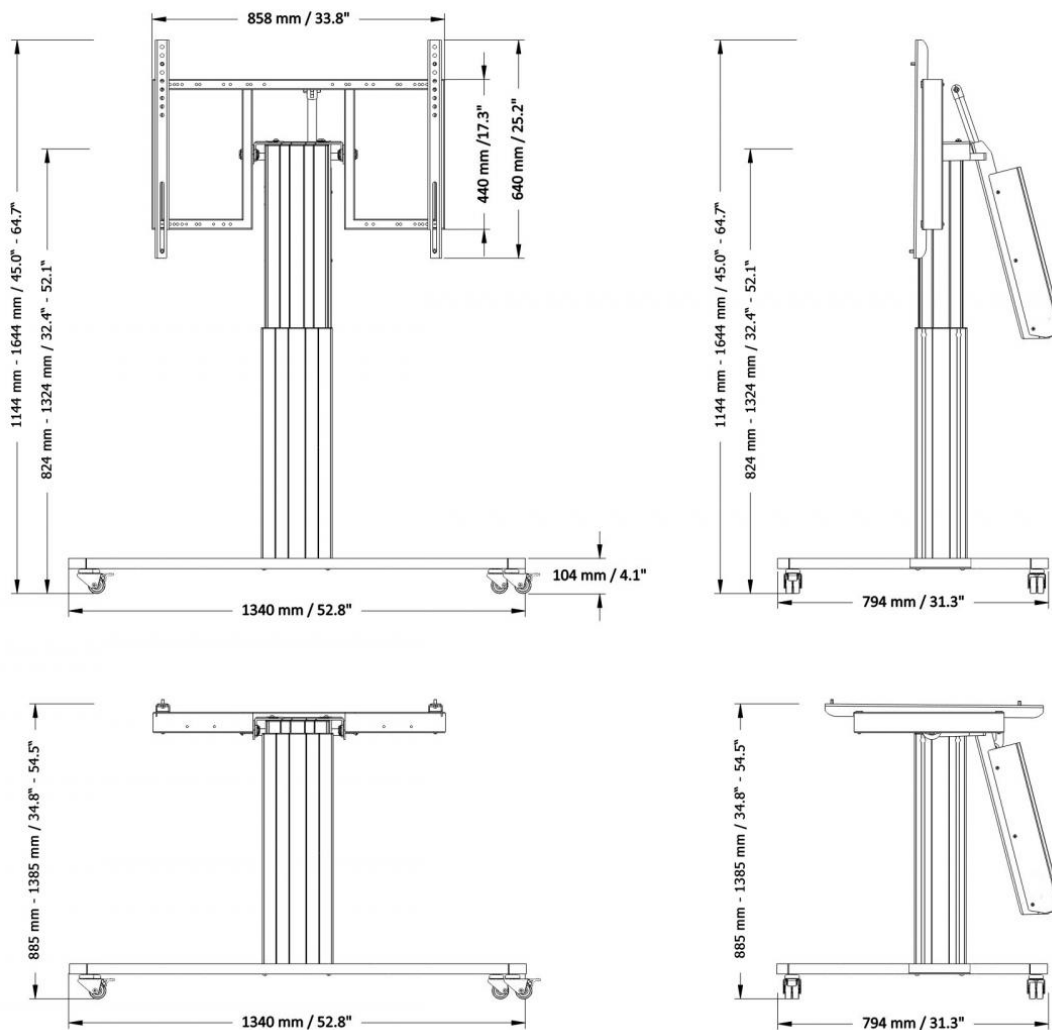 858 mm / 33.8"
1144 mm - 1644 mm / 45.0" - 64.7"
824 mm - 1324 mm / 32.4" - 52.1"
440 mm /17.3"
640 mm / 25.2"
104 mm / 4.1"
1340 mm / 52.8"
1144 mm - 1644 mm / 45.0" - 64.7"
824 mm - 1324 mm / 32.4" - 52.1"
794 mm / 31.3"
885 mm - 1385 mm / 34.8" - 54.5"
1340 mm / 52.8"
885 mm - 1385 mm / 34.8" - 54.5"
794 mm / 31.3"